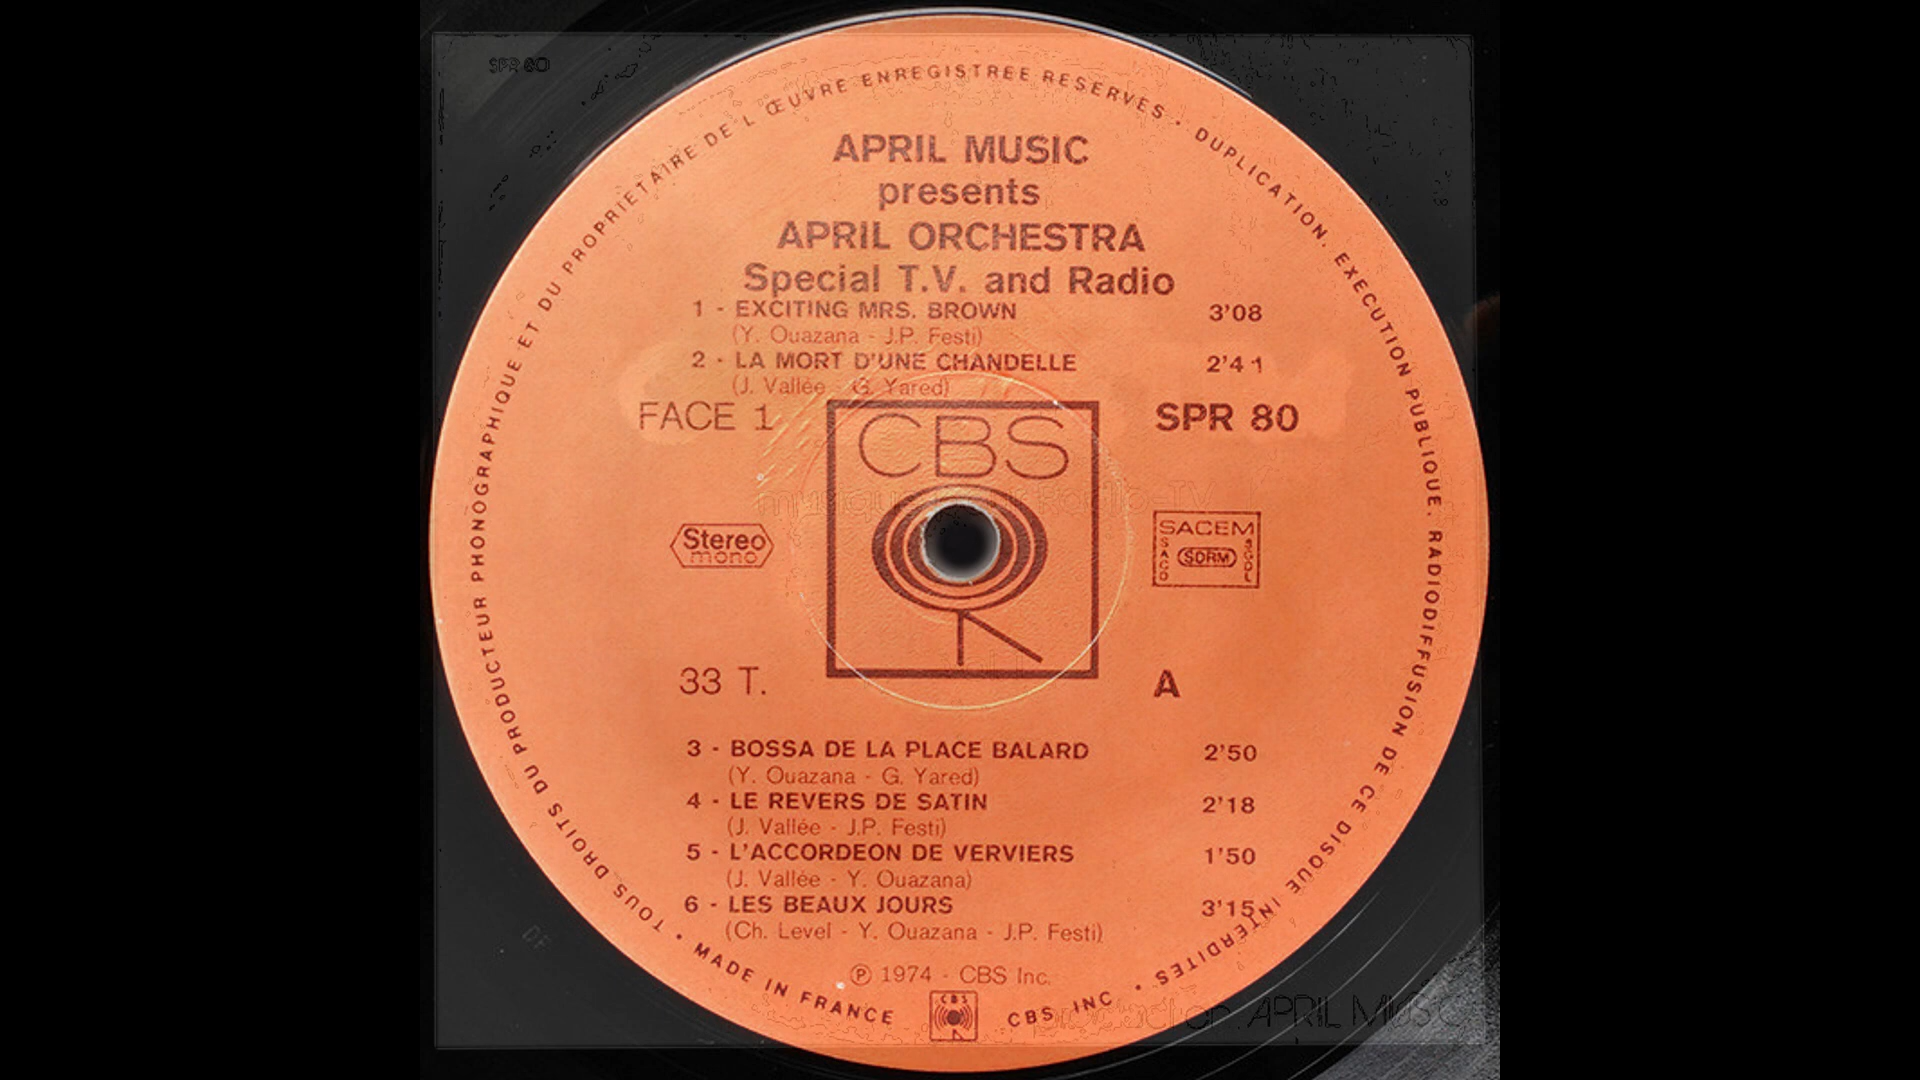 SPR 80
TOUS DROITS DU PRODUCTEUR PHONOGRAPHIQUE ET DU PROPRIETAIRE DE L'ŒUVRE ENREGISTREE RESERVES • DUPLICATION, EXECUTION PUBLIQUE, RADIODIFFUSION DE CE DISQUE INTERDITES •
APRIL MUSIC
presents
APRIL ORCHESTRA
Special T.V. and Radio
1 - EXCITING MRS. BROWN 3'08
(Y. Ouazana - J.P. Festi)
2 - LA MORT D'UNE CHANDELLE 2'41
(J. Vallée - G. Yared)
FACE 1
SPR 80
CBS
Radio-TV
Stereo
mono
SACEM
SACD SDRM SGDL
33 T.
A
3 - BOSSA DE LA PLACE BALARD 2'50
(Y. Ouazana - G. Yared)
4 - LE REVERS DE SATIN 2'18
(J. Vallée - J.P. Festi)
5 - L'ACCORDEON DE VERVIERS 1'50
(J. Vallée - Y. Ouazana)
6 - LES BEAUX JOURS 3'15
(Ch. Level - Y. Ouazana - J.P. Festi)
℗ 1974 - CBS Inc.
• MADE IN FRANCE
CBS
CBS INC •
production APRIL MUSIC